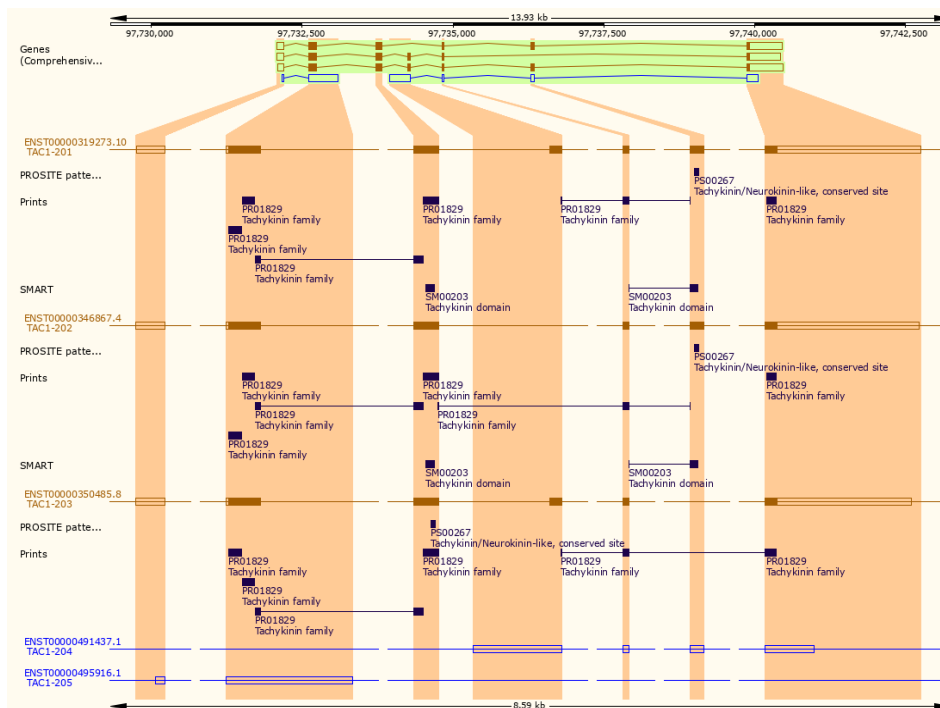 13.93 kb
97,730,000 97,732,500 97,735,000 97,737,500 97,740,000 97,742,500
Genes
(Comprehensiv...
ENST00000319273.10
TAC1-201
PROSITE patte...
PS00267
Tachykinin/Neurokinin-like, conserved site
Prints
PR01829 PR01829 PR01829 PR01829
Tachykinin family Tachykinin family Tachykinin family Tachykinin family
PR01829
Tachykinin family
PR01829
Tachykinin family
SMART
SM00203 SM00203
Tachykinin domain Tachykinin domain
ENST00000346867.4
TAC1-202
PROSITE patte...
PS00267
Tachykinin/Neurokinin-like, conserved site
Prints
PR01829 PR01829 PR01829
Tachykinin family Tachykinin family Tachykinin family
PR01829 PR01829
Tachykinin family Tachykinin family
PR01829
Tachykinin family
SMART
SM00203 SM00203
Tachykinin domain Tachykinin domain
ENST00000350485.8
TAC1-203
PROSITE patte...
PS00267
Tachykinin/Neurokinin-like, conserved site
Prints
PR01829 PR01829 PR01829 PR01829
Tachykinin family Tachykinin family Tachykinin family Tachykinin family
PR01829
Tachykinin family
PR01829
Tachykinin family
ENST00000491437.1
TAC1-204
ENST00000495916.1
TAC1-205
8.59 kb